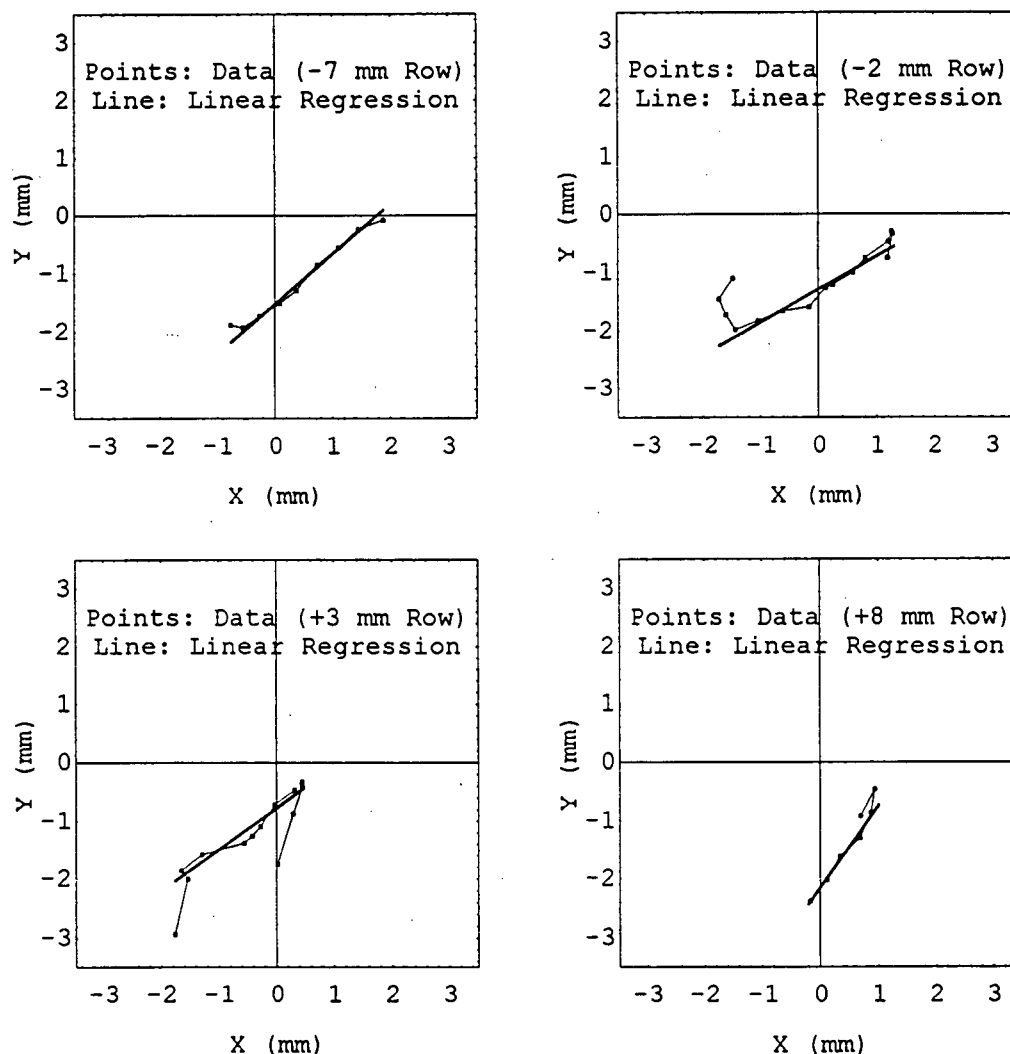 3
Points: Data (-7 mm Row)
Line: Linear Regression
2
1
0
-1
-2
-3
Y (mm)
-3 -2 -1 0 1 2 3
X (mm)
3
Points: Data (-2 mm Row)
Line: Linear Regression
2
1
0
-1
-2
-3
Y (mm)
-3 -2 -1 0 1 2 3
X (mm)
3
Points: Data (+3 mm Row)
Line: Linear Regression
2
1
0
-1
-2
-3
Y (mm)
-3 -2 -1 0 1 2 3
X (mm)
3
Points: Data (+8 mm Row)
Line: Linear Regression
2
1
0
-1
-2
-3
Y (mm)
-3 -2 -1 0 1 2 3
X (mm)